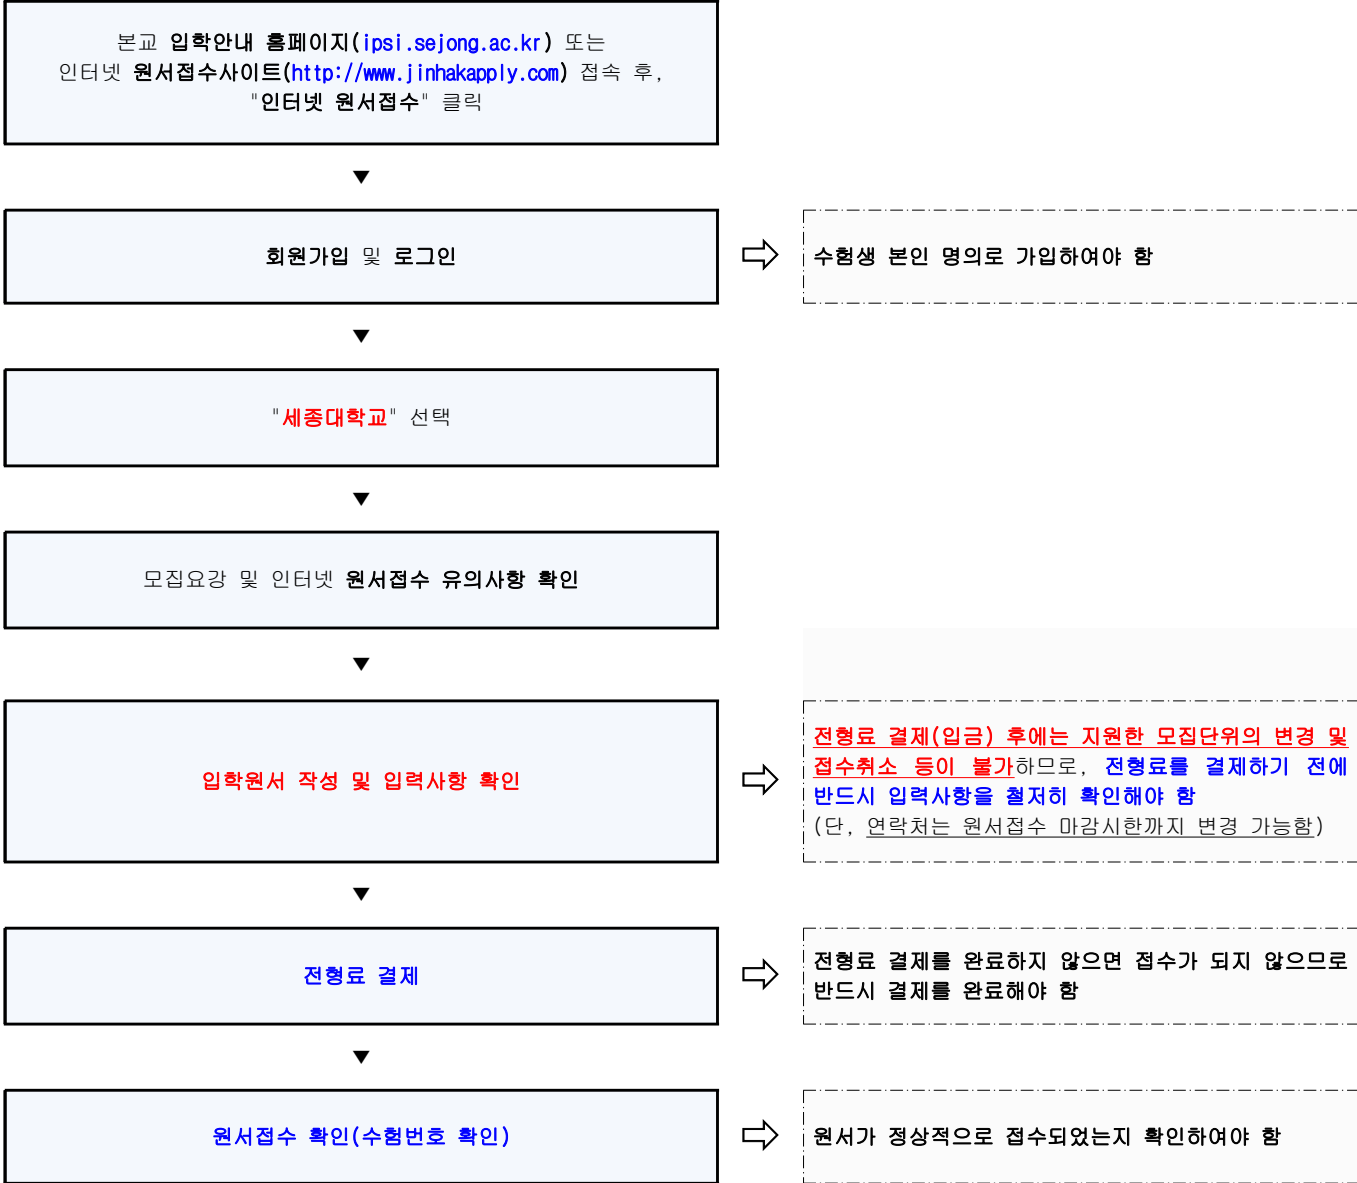 본교 입학안내 홈페이지(ipsi.sejong.ac.kr) 또는
인터넷 원서접수사이트(http://www.jinhakapply.com) 접속 후,
"인터넷 원서접수" 클릭
▼
회원가입 및 로그인
⇨
수험생 본인 명의로 가입하여야 함
▼
"세종대학교" 선택
▼
모집요강 및 인터넷 원서접수 유의사항 확인
▼
입학원서 작성 및 입력사항 확인
⇨
전형료 결제(입금) 후에는 지원한 모집단위의 변경 및
접수취소 등이 불가하므로, 전형료를 결제하기 전에
반드시 입력사항을 철저히 확인해야 함
(단, 연락처는 원서접수 마감시한까지 변경 가능함)
▼
전형료 결제
⇨
전형료 결제를 완료하지 않으면 접수가 되지 않으므로
반드시 결제를 완료해야 함
▼
원서접수 확인(수험번호 확인)
⇨
원서가 정상적으로 접수되었는지 확인하여야 함